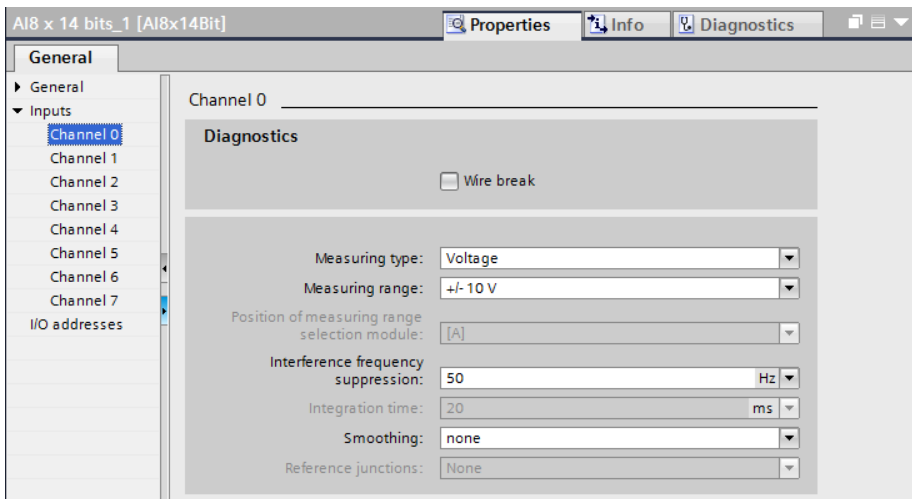 AI8 x 14 bits_1 [AI8x14Bit]
Properties
Info
Diagnostics
General
General
Inputs
Channel 0
Channel 1
Channel 2
Channel 3
Channel 4
Channel 5
Channel 6
Channel 7
I/O addresses
Channel 0
Diagnostics
Wire break
Measuring type: Voltage
Measuring range: +/- 10 V
Position of measuring range
selection module: [A]
Interference frequency
suppression: 50 Hz
Integration time: 20 ms
Smoothing: none
Reference junctions: None